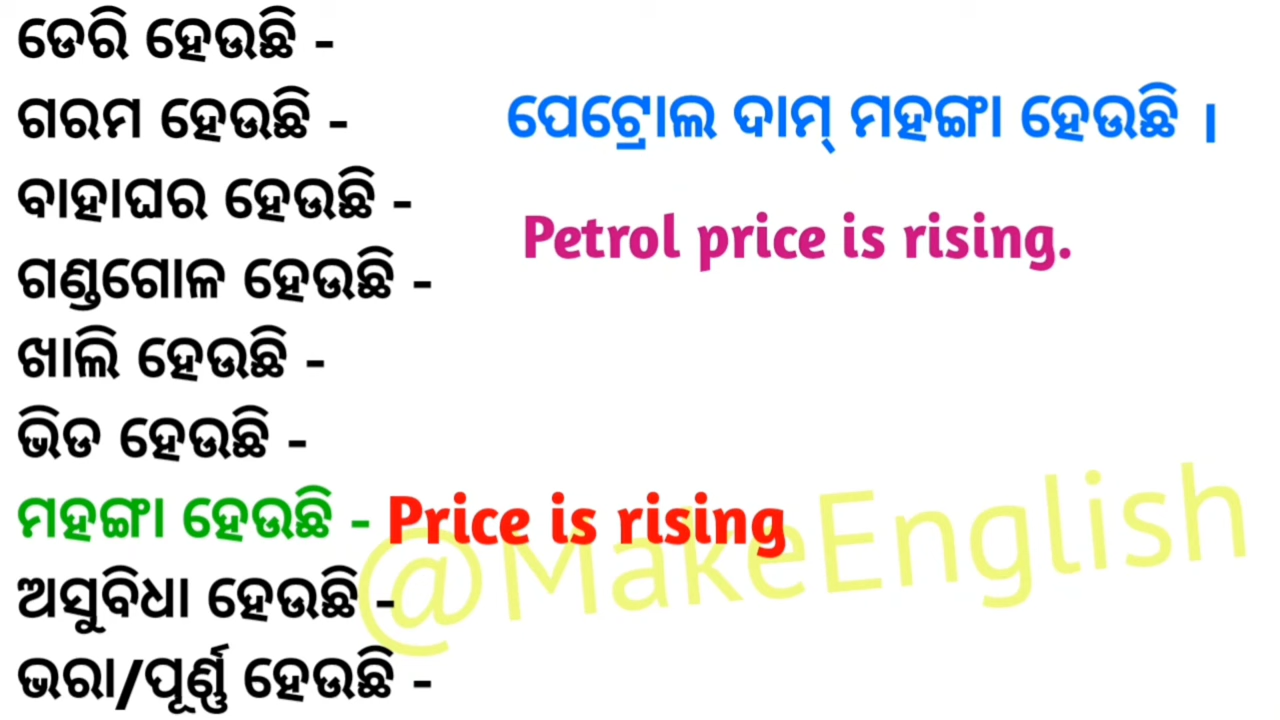 ଡେରି ହେଉଛି -
ଗରମ ହେଉଛି -
ବାହାଘର ହେଉଛି -
ଗଣ୍ଡଗୋଳ ହେଉଛି -
ଖାଲି ହେଉଛି -
ଭିଡ ହେଉଛି -
ମହଙ୍ଗା ହେଉଛି - Price is rising
ଅସୁବିଧା ହେଉଛି -
ଭରା/ପୂର୍ଣ୍ଣ ହେଉଛି -
ପେଟ୍ରୋଲ ଦାମ୍ ମହଙ୍ଗା ହେଉଛି ।
Petrol price is rising.
@MakeEnglish